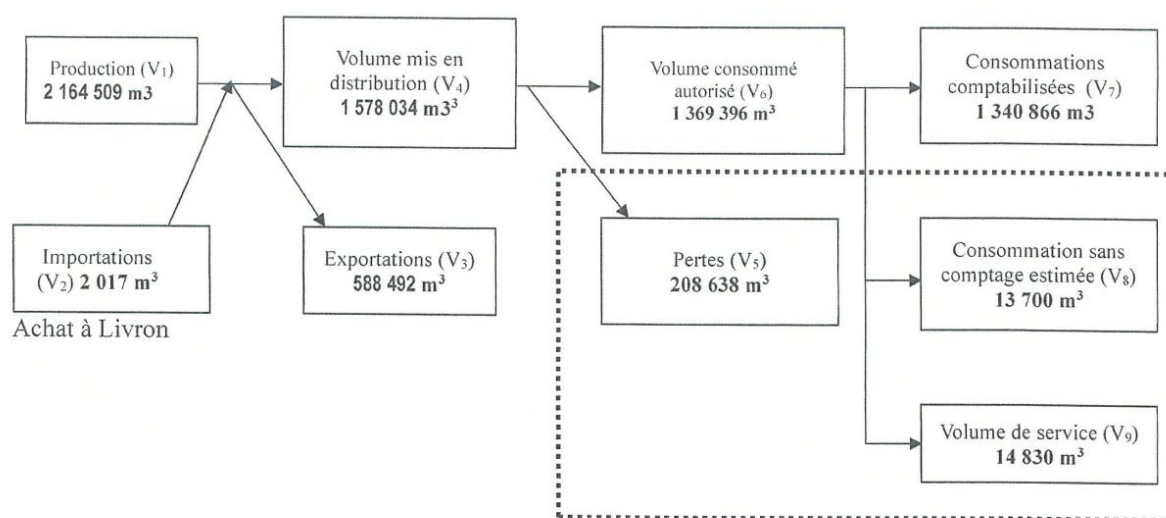 Production (V₁)
2 164 509 m3
Volume mis en
distribution (V₄)
1 578 034 m3³
Volume consommé
autorisé (V₆)
1 369 396 m³
Consommations
comptabilisées (V₇)
1 340 866 m3
Importations
(V₂) 2 017 m³
Achat à Livron
Exportations (V₃)
588 492 m³
Pertes (V₅)
208 638 m³
Consommation sans
comptage estimée (V₈)
13 700 m³
Volume de service (V₉)
14 830 m³